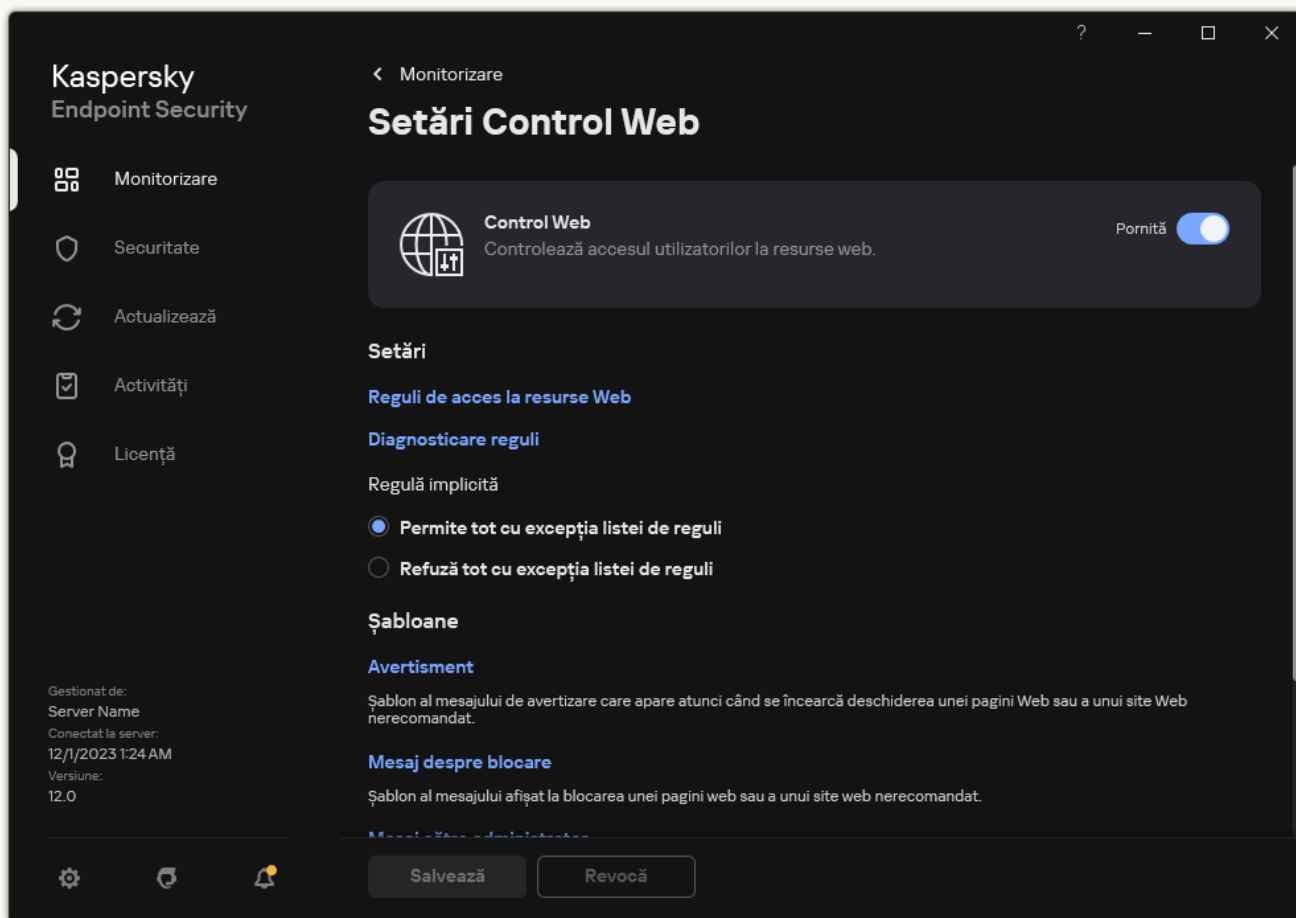 ?
Kaspersky
Endpoint Security
Monitorizare
Securitate
Actualizează
Activități
Licență
Gestionat de:
Server Name
Conectat la server:
12/1/2023 1:24 AM
Versiune:
12.0
Monitorizare
Setări Control Web
Control Web
Controlează accesul utilizatorilor la resurse web.
Pornită
Setări
Reguli de acces la resurse Web
Diagnosticare reguli
Regulă implicită
Permite tot cu excepția listei de reguli
Refuză tot cu excepția listei de reguli
Șabloane
Avertisment
Șablon al mesajului de avertizare care apare atunci când se încearcă deschiderea unei pagini Web sau a unui site Web
nerecomandat.
Mesaj despre blocare
Șablon al mesajului afișat la blocarea unei pagini web sau a unui site web nerecomandat.
Mesaj către administrator
Salvează
Revocă